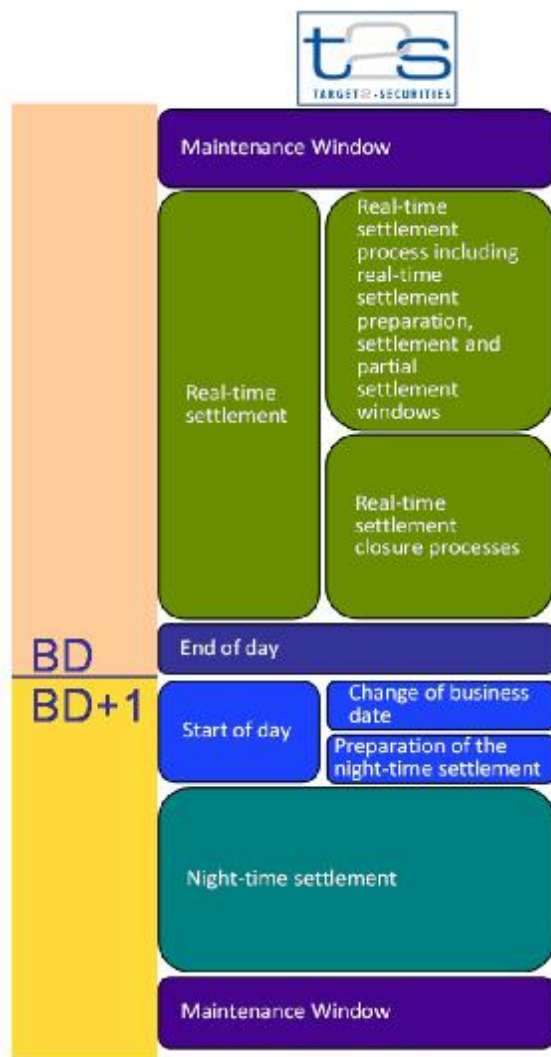 t2s
TARGET2-SECURITIES
Maintenance Window
Real-time
settlement
Real-time
settlement
process including
real-time
settlement
preparation,
settlement and
partial
settlement
windows
Real-time
settlement
closure processes
BD
End of day
BD+1
Start of day
Change of business
date
Preparation of the
night-time settlement
Night-time settlement
Maintenance Window